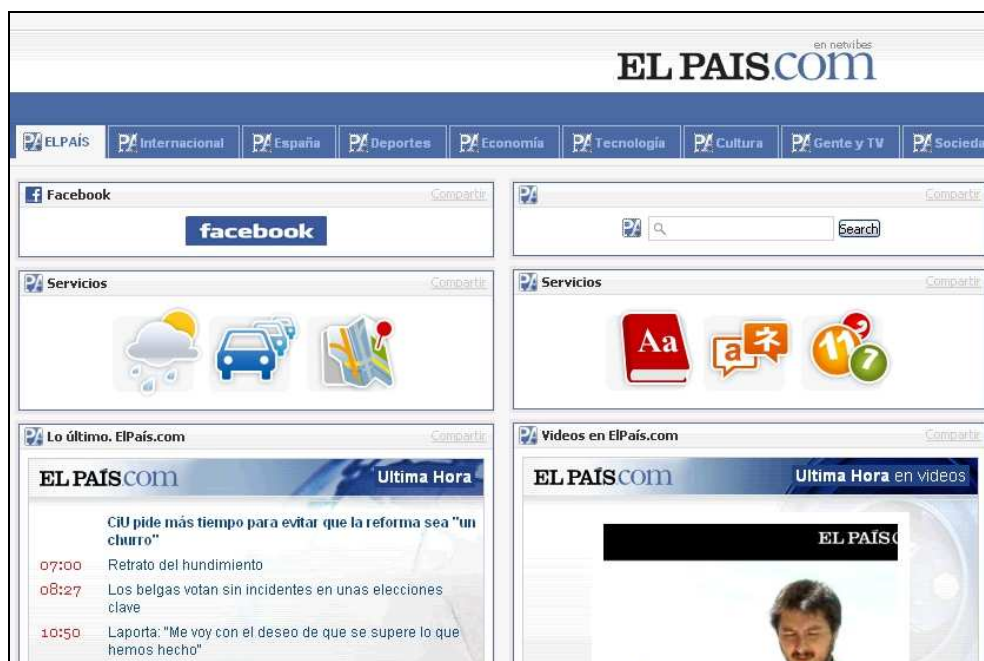 en netvibes
EL PAIS.com
ELPAÍS Internacional España Deportes Economía Tecnología Cultura Gente y TV Socieda
Facebook Compartir
facebook
Compartir
Search
Servicios Compartir
Servicios Compartir
Aa a 11 2 7
Lo último. ElPaís.com Compartir
EL PAÍS.com Ultima Hora
CiU pide más tiempo para evitar que la reforma sea "un
churro"
07:00 Retrato del hundimiento
08:27 Los belgas votan sin incidentes en unas elecciones
clave
10:50 Laporta: "Me voy con el deseo de que se supere lo que
hemos hecho"
Videos en ElPaís.com Compartir
EL PAÍS.com Ultima Hora en videos
EL PAÍS